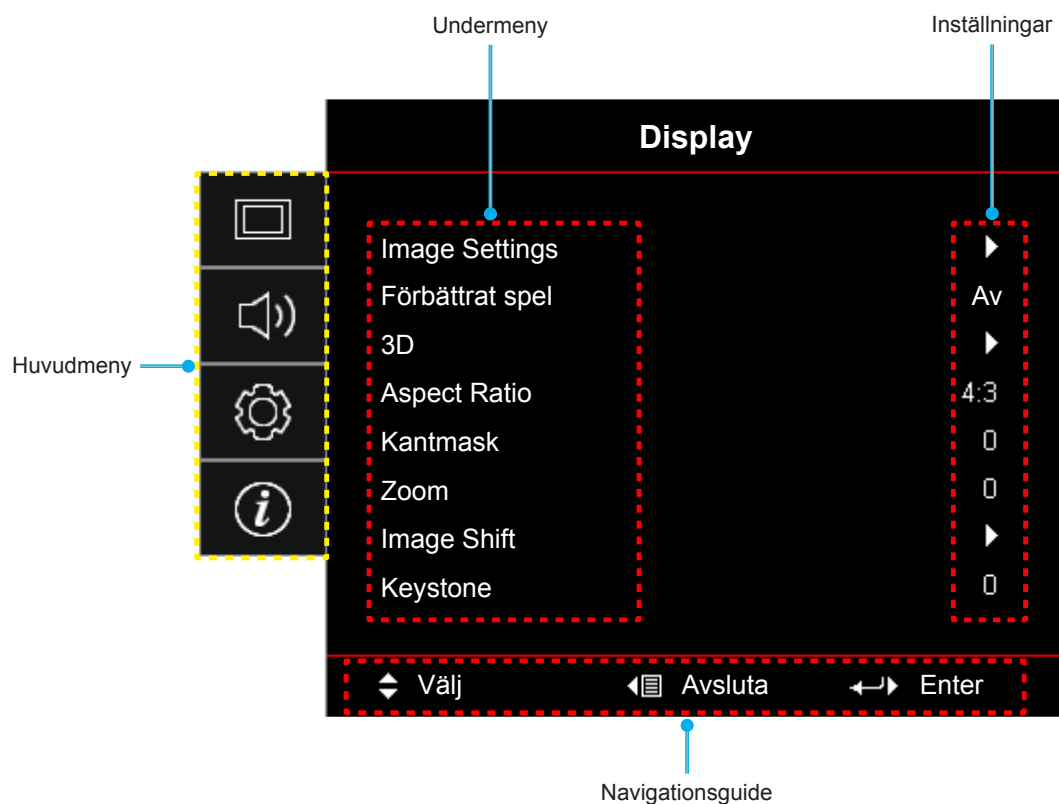 Undermeny
Inställningar
Display
Huvudmeny
Image Settings
Förbättrat spel Av
3D
Aspect Ratio 4:3
Kantmask 0
Zoom 0
Image Shift
Keystone 0
Välj Avsluta Enter
Navigationsguide